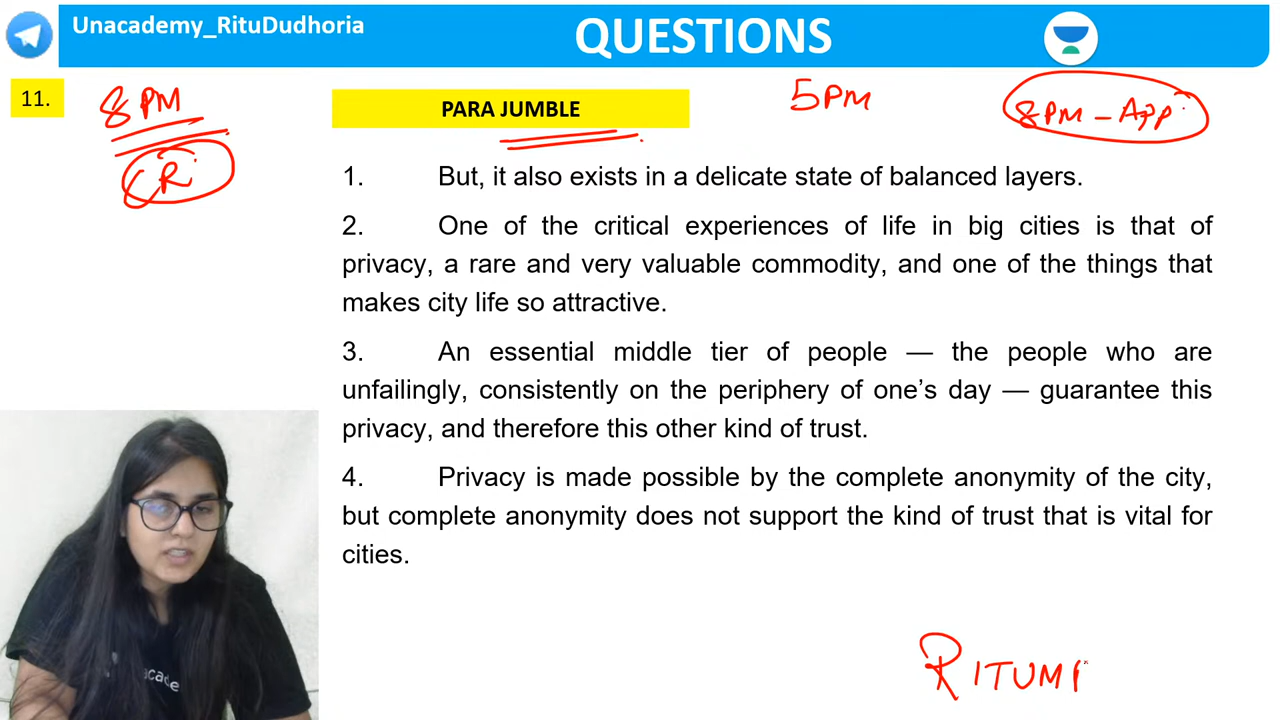 Unacademy_RituDudhoria
QUESTIONS
11.
8 PM
PARA JUMBLE
5PM
8PM - App
CR
1. But, it also exists in a delicate state of balanced layers.
2. One of the critical experiences of life in big cities is that of
privacy, a rare and very valuable commodity, and one of the things that
makes city life so attractive.
3. An essential middle tier of people — the people who are
unfailingly, consistently on the periphery of one’s day — guarantee this
privacy, and therefore this other kind of trust.
4. Privacy is made possible by the complete anonymity of the city,
but complete anonymity does not support the kind of trust that is vital for
cities.
RITUM